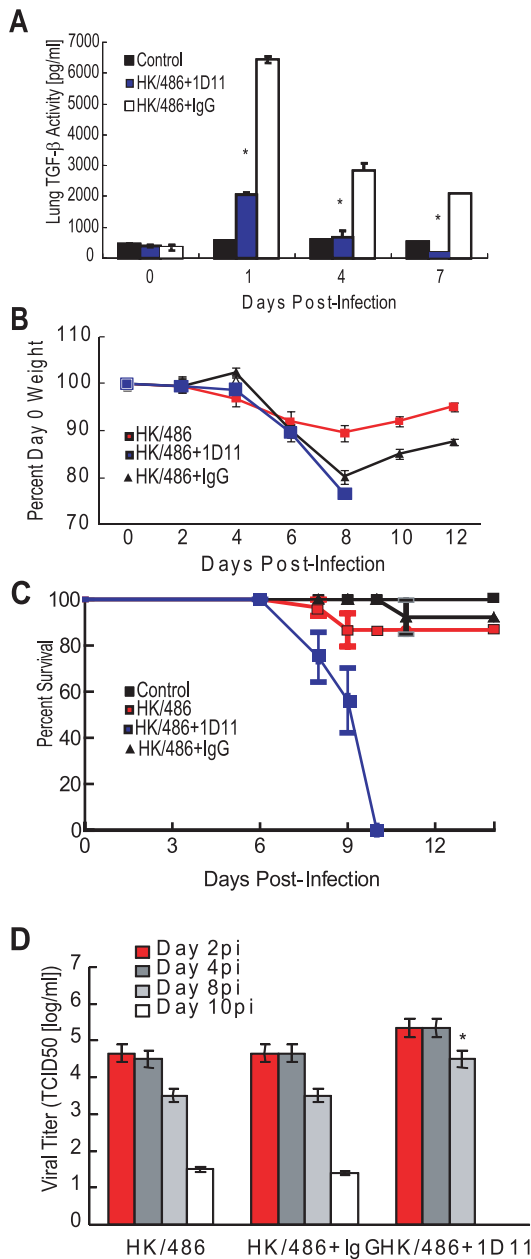 A
Lung TGF-β Activity [pg/ml]
7000
6000
5000
4000
3000
2000
1000
0
Control
HK/486+1D11
HK/486+IgG
*
*
*
0 1 4 7
Days Post-Infection
B
Percent Day 0 Weight
110
100
90
80
70
HK/486
HK/486+1D11
HK/486+IgG
0 2 4 6 8 10 12
Days Post-Infection
C
Percent Survival
100
80
60
40
20
0
Control
HK/486
HK/486+1D11
HK/486+IgG
0 3 6 9 12
Days Post-Infection
D
Viral Titer (TCID50 [log/ml])
7
6
5
4
3
2
1
0
Day 2pi
Day 4pi
Day 8pi
Day 10pi
*
HK/486 HK/486+IgG HK/486+1D11